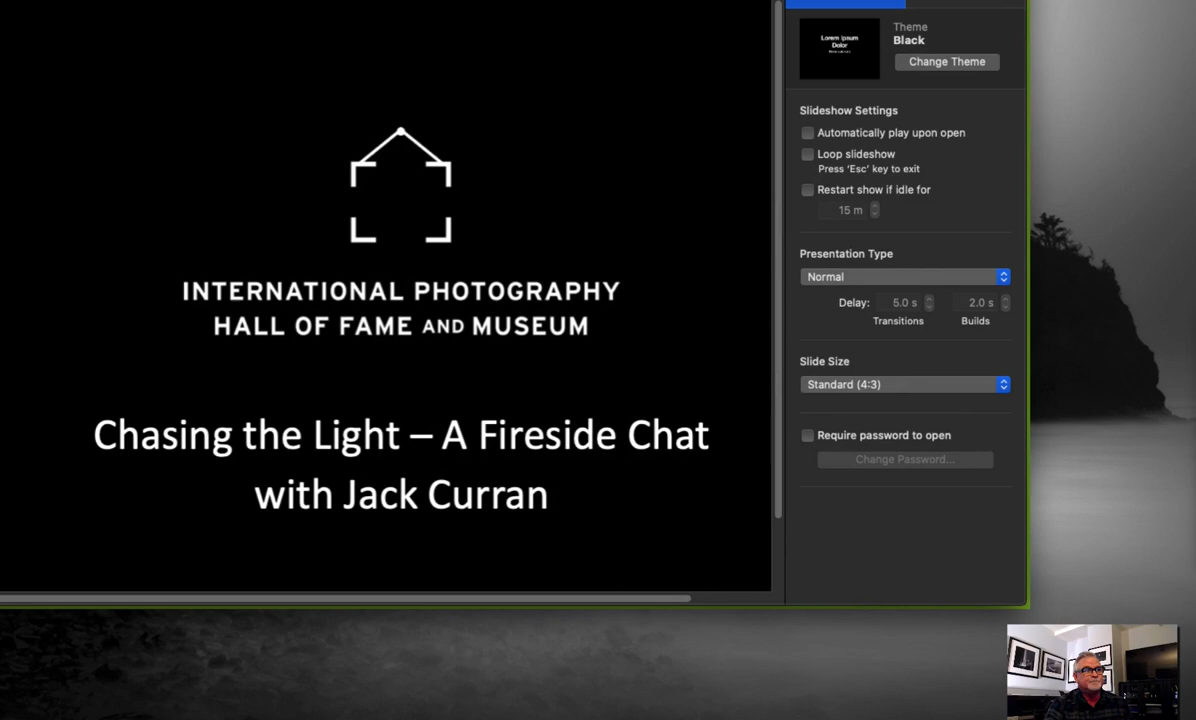 INTERNATIONAL PHOTOGRAPHY
HALL OF FAME AND MUSEUM
Chasing the Light – A Fireside Chat
with Jack Curran
Lorem Ipsum
Dolor
Theme
Black
Change Theme
Slideshow Settings
Automatically play upon open
Loop slideshow
Press 'Esc' key to exit
Restart show if idle for
15 m
Presentation Type
Normal
Delay: 5.0 s 2.0 s
Transitions Builds
Slide Size
Standard (4:3)
Require password to open
Change Password...